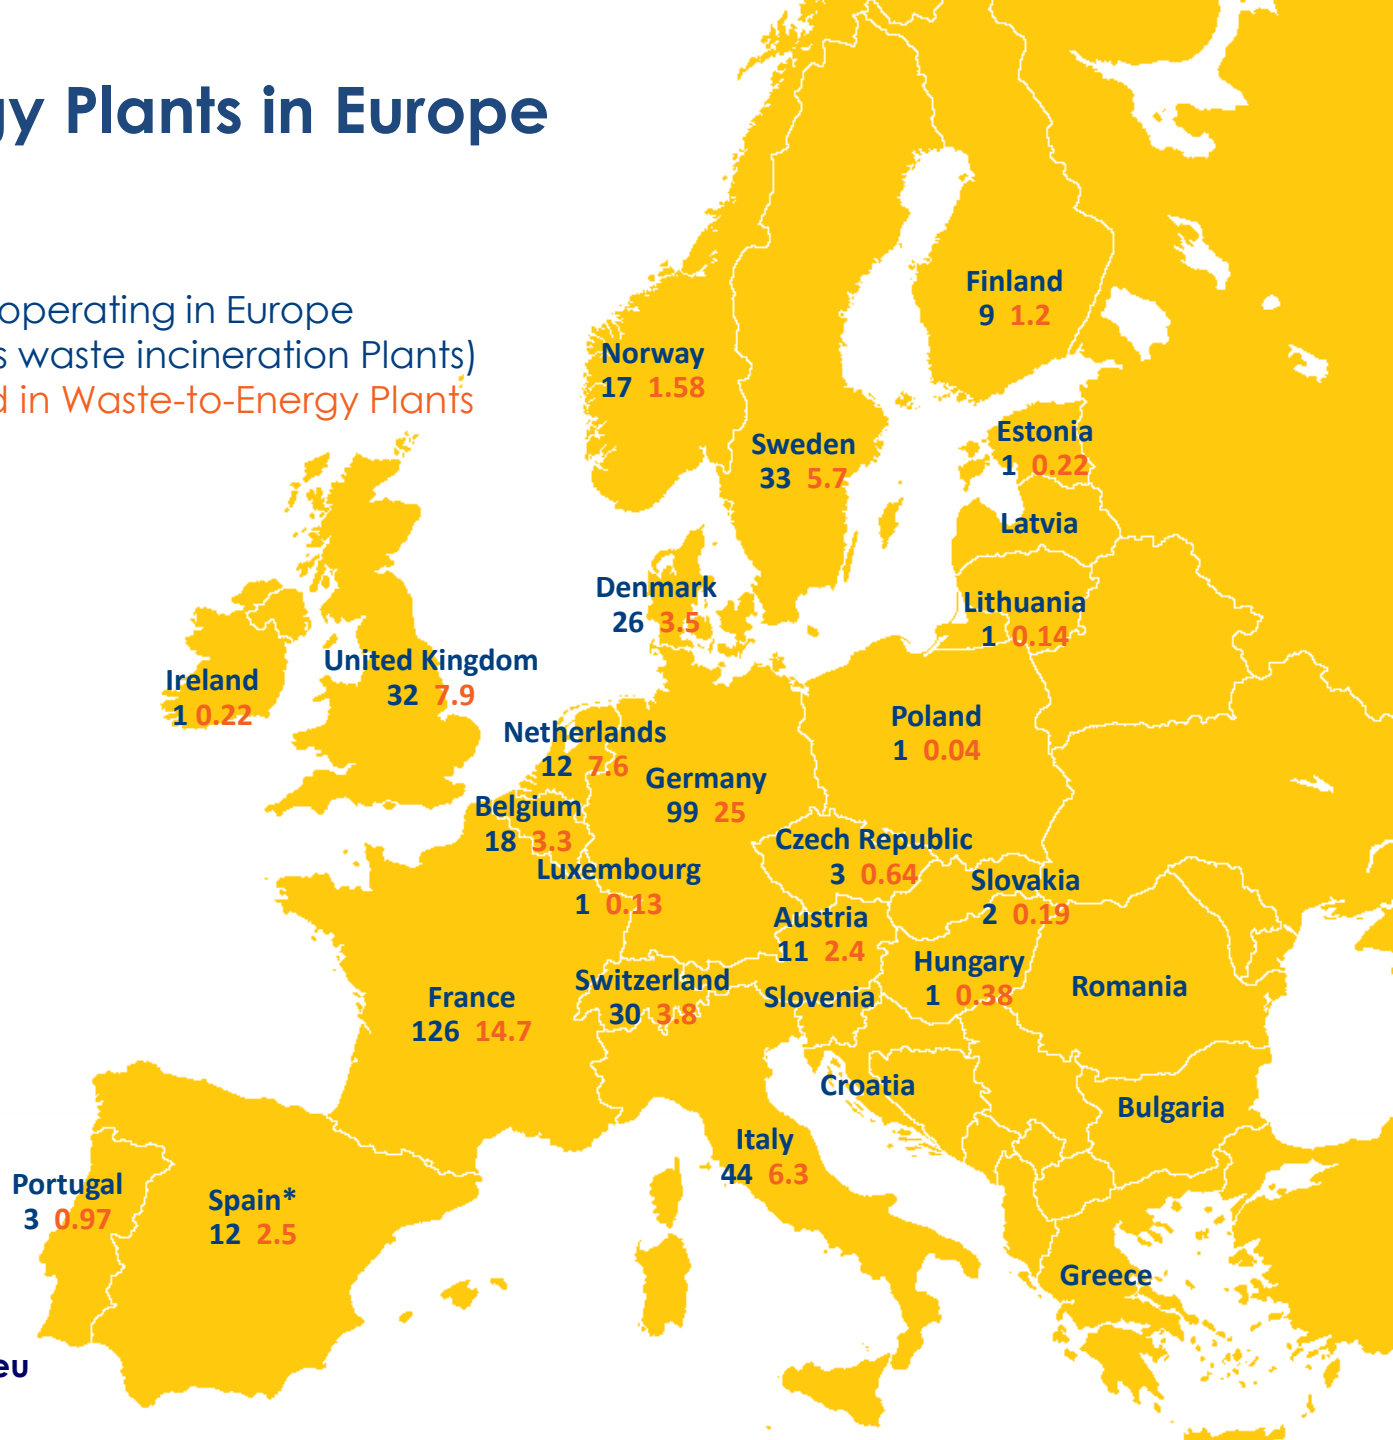 gy Plants in Europe
operating in Europe
s waste incineration Plants)
d in Waste-to-Energy Plants
Finland
9 1.2
Norway
17 1.58
Sweden
33 5.7
Estonia
1 0.22
Latvia
Denmark
26 3.5
Lithuania
1 0.14
United Kingdom
32 7.9
Ireland
1 0.22
Netherlands
12 7.6
Poland
1 0.04
Germany
99 25
Belgium
18 3.3
Czech Republic
3 0.64
Luxembourg
1 0.13
Slovakia
2 0.19
Austria
11 2.4
Hungary
1 0.38
Switzerland
30 3.8
Slovenia
Romania
France
126 14.7
Croatia
Bulgaria
Italy
44 6.3
Portugal
3 0.97
Spain*
12 2.5
Greece
eu